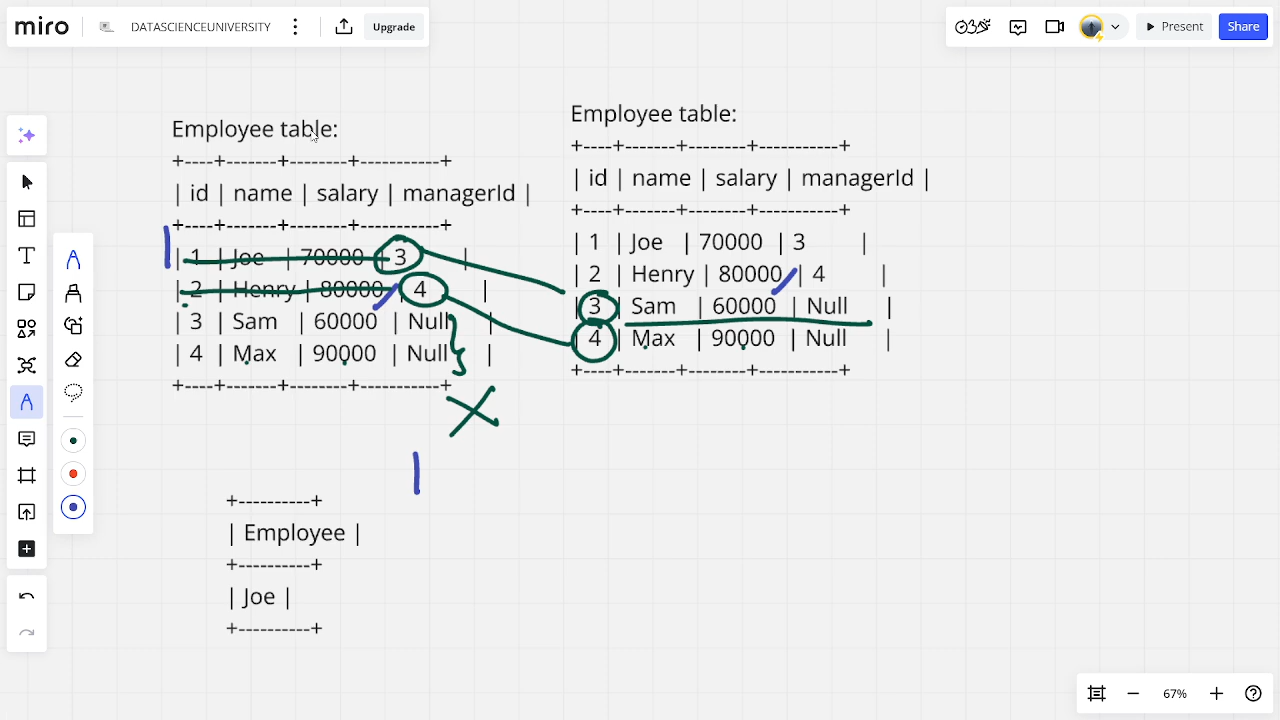 miro DATASCIENCEUNIVERSITY Upgrade Present Share
Employee table:
+----+-------+--------+-----------+
| id | name | salary | managerId |
+----+-------+--------+-----------+
| 1 | Joe | 70000 | 3 |
| 2 | Henry | 80000 | 4 |
| 3 | Sam | 60000 | Null |
| 4 | Max | 90000 | Null |
+----+-------+--------+-----------+
Employee table:
+----+-------+--------+-----------+
| id | name | salary | managerId |
+----+-------+--------+-----------+
| 1 | Joe | 70000 | 3 |
| 2 | Henry | 80000 | 4 |
| 3 | Sam | 60000 | Null |
| 4 | Max | 90000 | Null |
+----+-------+--------+-----------+
+----------+
| Employee |
+----------+
| Joe |
+----------+
67%